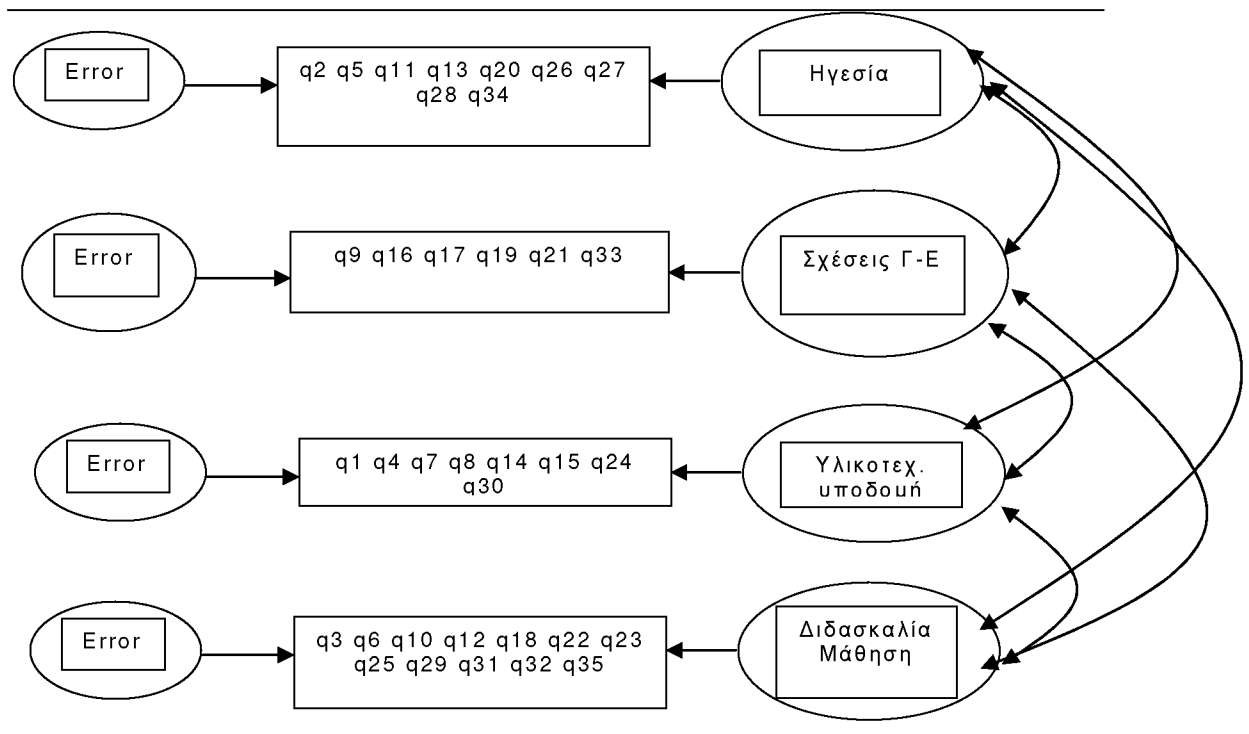 Error
q2 q5 q11 q13 q20 q26 q27
q28 q34
Ηγεσία
Error
q9 q16 q17 q19 q21 q33
Σχέσεις Γ-Ε
Error
q1 q4 q7 q8 q14 q15 q24
q30
Υλικοτεχ.
υποδομή
Error
q3 q6 q10 q12 q18 q22 q23
q25 q29 q31 q32 q35
Διδασκαλία
Μάθηση